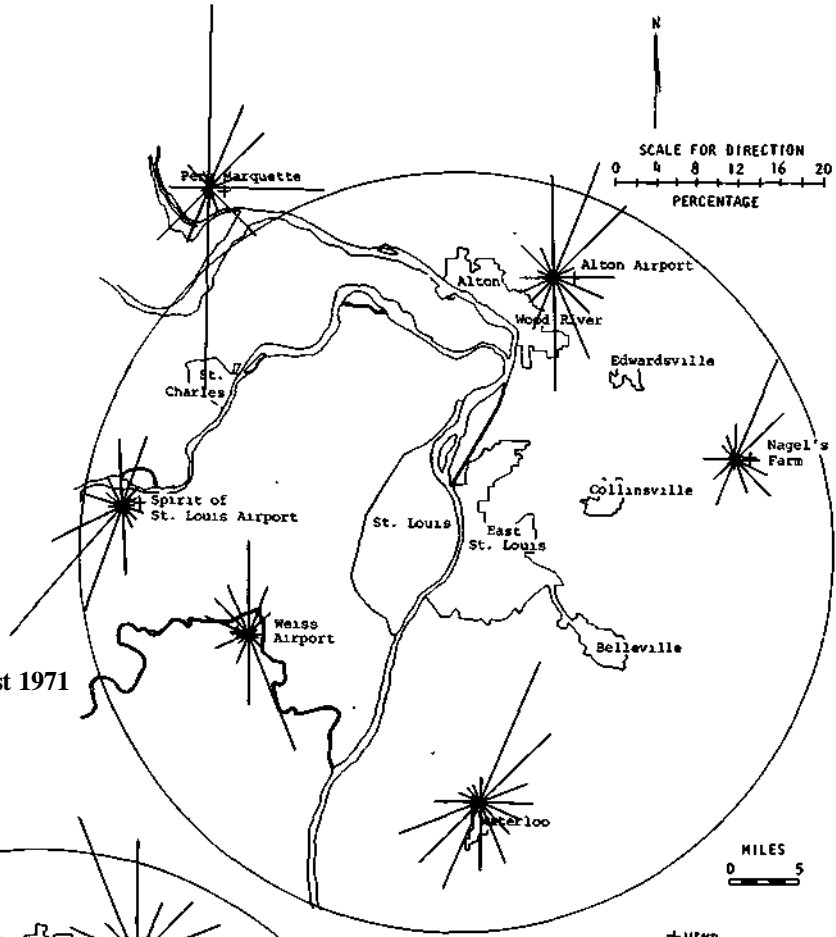 N
SCALE FOR DIRECTION
0 4 8 12 16 20
PERCENTAGE
Pere Marquette
Alton Airport
Alton
Wood River
Edwardsville
St.
Charles
Nagel's
Farm
Collinsville
Spirit of
St. Louis Airport
St. Louis
East
St. Louis
Weiss
Airport
Belleville
st 1971
MILES
0 5